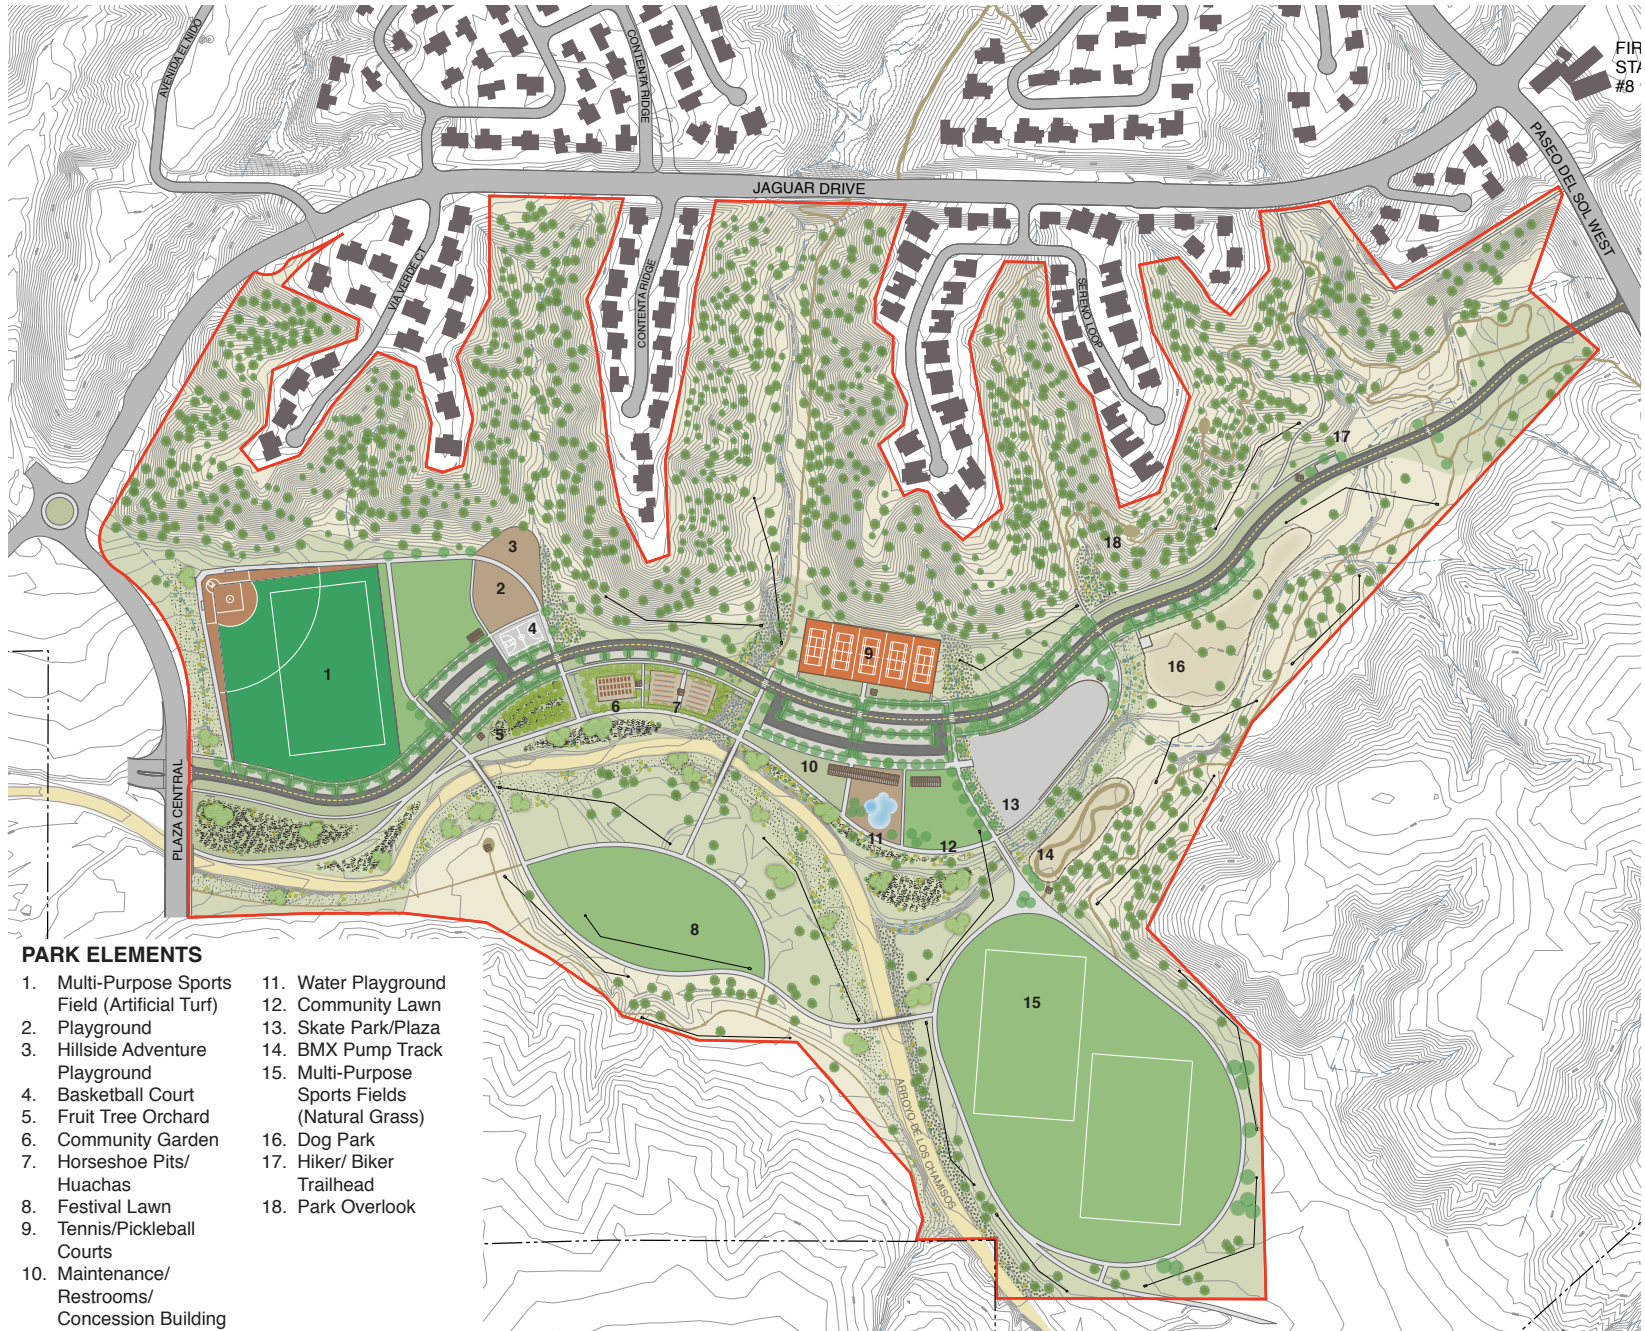 AVENIDA EL NIDO
CONTENTA RIDGE
FIR
STA
#8
PASEO DEL SOL WEST
JAGUAR DRIVE
VIA VERDE CT
CONTENTA RIDGE
SERENO LOOP
17
18
3
2
4
9
1
16
6
7
5
10
PLAZA CENTRAL
13
11
12
14
8
15
ARROYO DE LOS CHAMISOS
PARK ELEMENTS
1. Multi-Purpose Sports
Field (Artificial Turf)
2. Playground
3. Hillside Adventure
Playground
4. Basketball Court
5. Fruit Tree Orchard
6. Community Garden
7. Horseshoe Pits/
Huachas
8. Festival Lawn
9. Tennis/Pickleball
Courts
10. Maintenance/
Restrooms/
Concession Building
11. Water Playground
12. Community Lawn
13. Skate Park/Plaza
14. BMX Pump Track
15. Multi-Purpose
Sports Fields
(Natural Grass)
16. Dog Park
17. Hiker/ Biker
Trailhead
18. Park Overlook